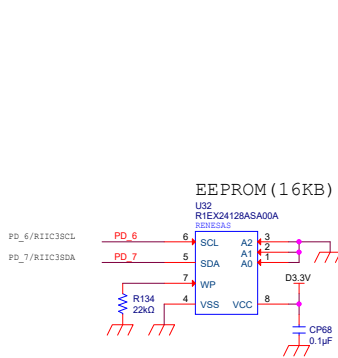 EEPROM(16KB)
U32
R1EX24128ASA00A
RENESAS
PD_6/RIIC3SCL PD_6 6 SCL A2 3
A1 2
PD_7/RIIC3SDA PD_7 5 SDA A0 1
7 WP D3.3V
R134 4 VSS VCC 8
22kΩ
CP68
0.1µF